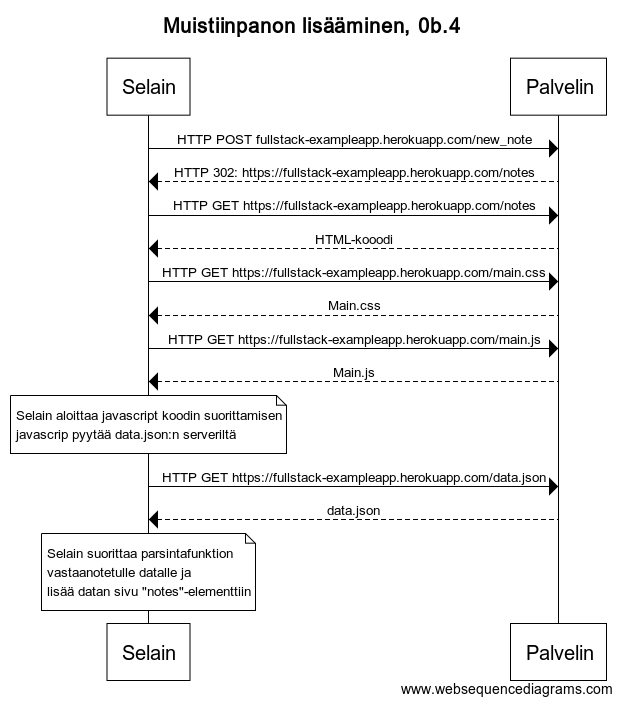 Muistiinpanon lisääminen, 0b.4
Selain
Palvelin
HTTP POST fullstack-exampleapp.herokuapp.com/new_note
HTTP 302: https://fullstack-exampleapp.herokuapp.com/notes
HTTP GET https://fullstack-exampleapp.herokuapp.com/notes
HTML-kooodi
HTTP GET https://fullstack-exampleapp.herokuapp.com/main.css
Main.css
HTTP GET https://fullstack-exampleapp.herokuapp.com/main.js
Main.js
Selain aloittaa javascript koodin suorittamisen
javascrip pyytää data.json:n serveriltä
HTTP GET https://fullstack-exampleapp.herokuapp.com/data.json
data.json
Selain suorittaa parsintafunktion
vastaanotetulle datalle ja
lisää datan sivu "notes"-elementtiin
Selain
Palvelin
www.websequencediagrams.com